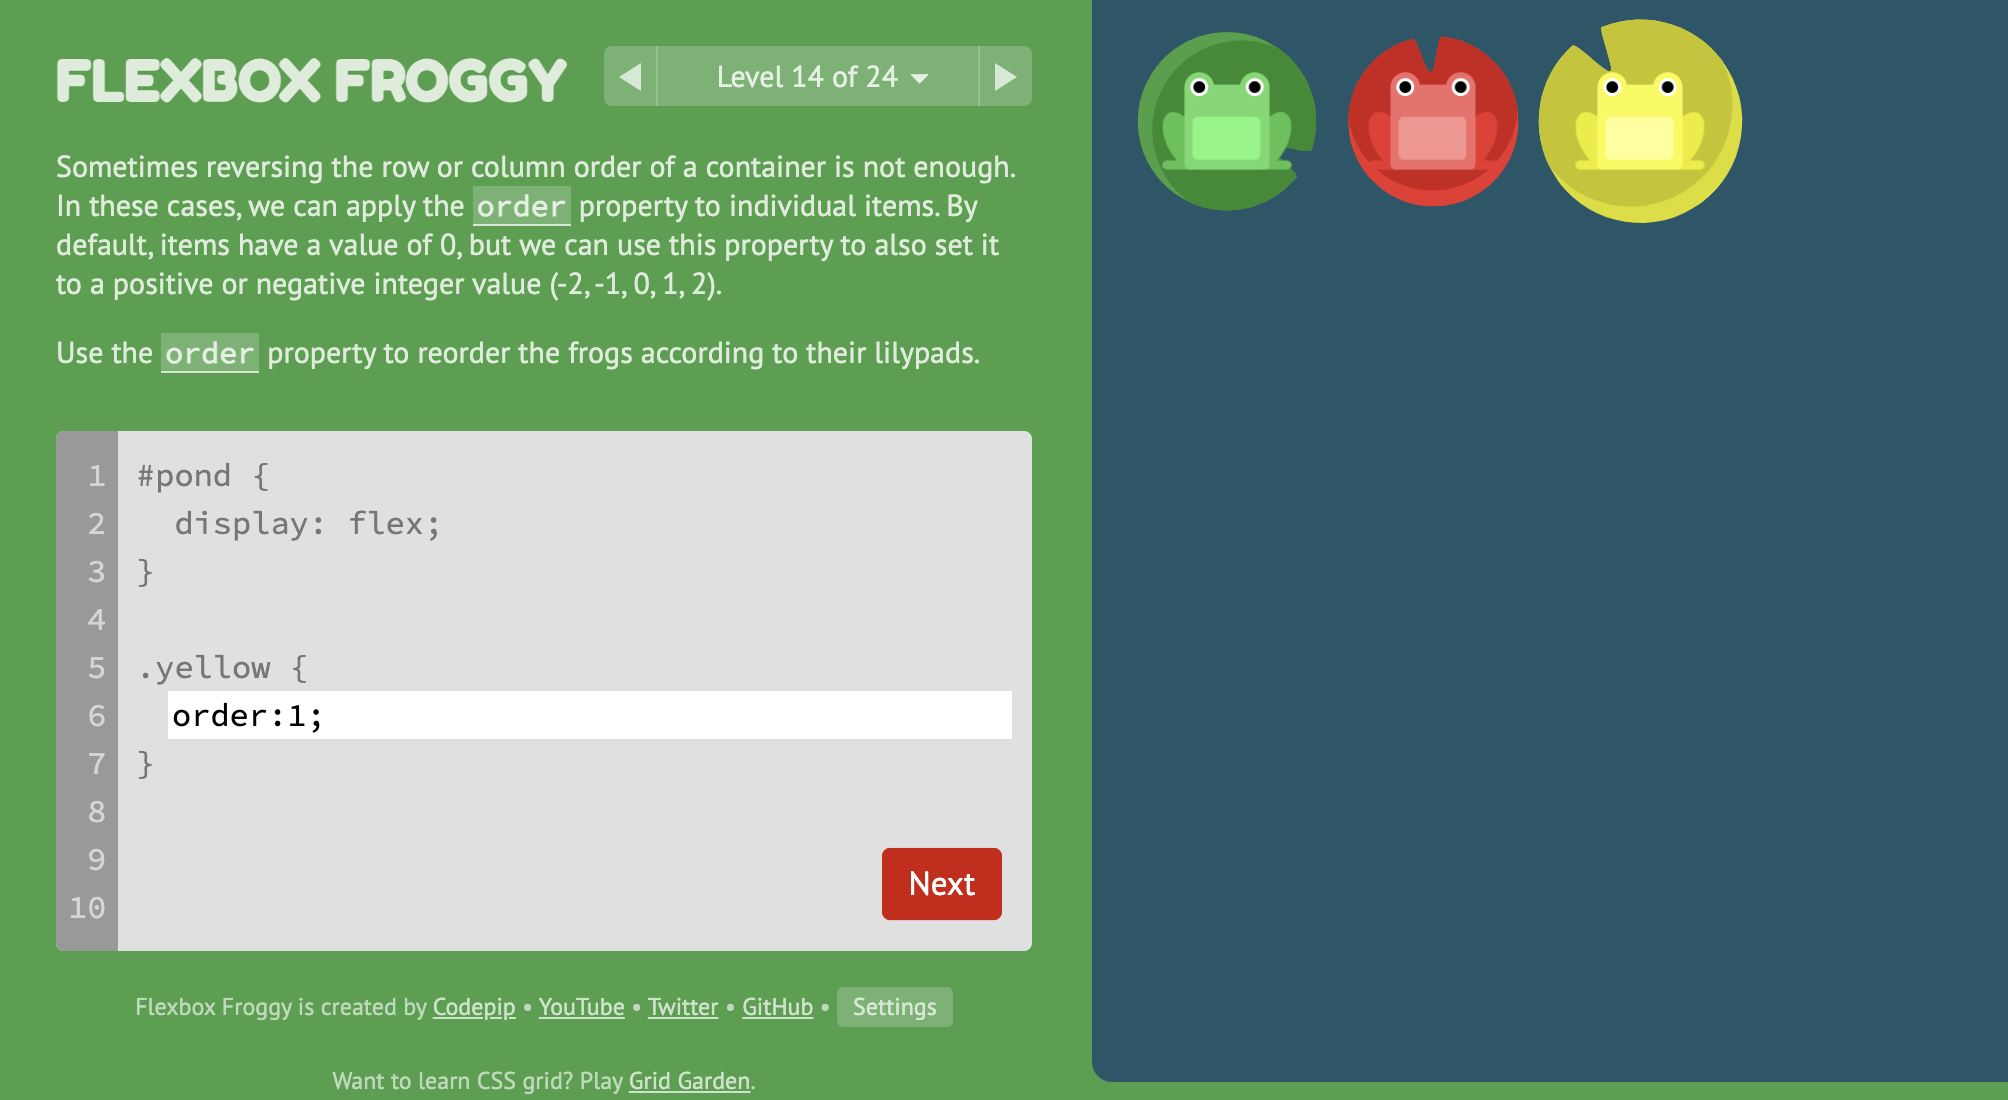 FLEXBOX FROGGY
Level 14 of 24
Sometimes reversing the row or column order of a container is not enough.
In these cases, we can apply the order property to individual items. By
default, items have a value of 0, but we can use this property to also set it
to a positive or negative integer value (-2, -1, 0, 1, 2).
Use the order property to reorder the frogs according to their lilypads.
1 #pond {
2 display: flex;
3 }
4
5 .yellow {
6 order:1;
7 }
8
9
10
Next
Flexbox Froggy is created by Codepip • YouTube • Twitter • GitHub • Settings
Want to learn CSS grid? Play Grid Garden.